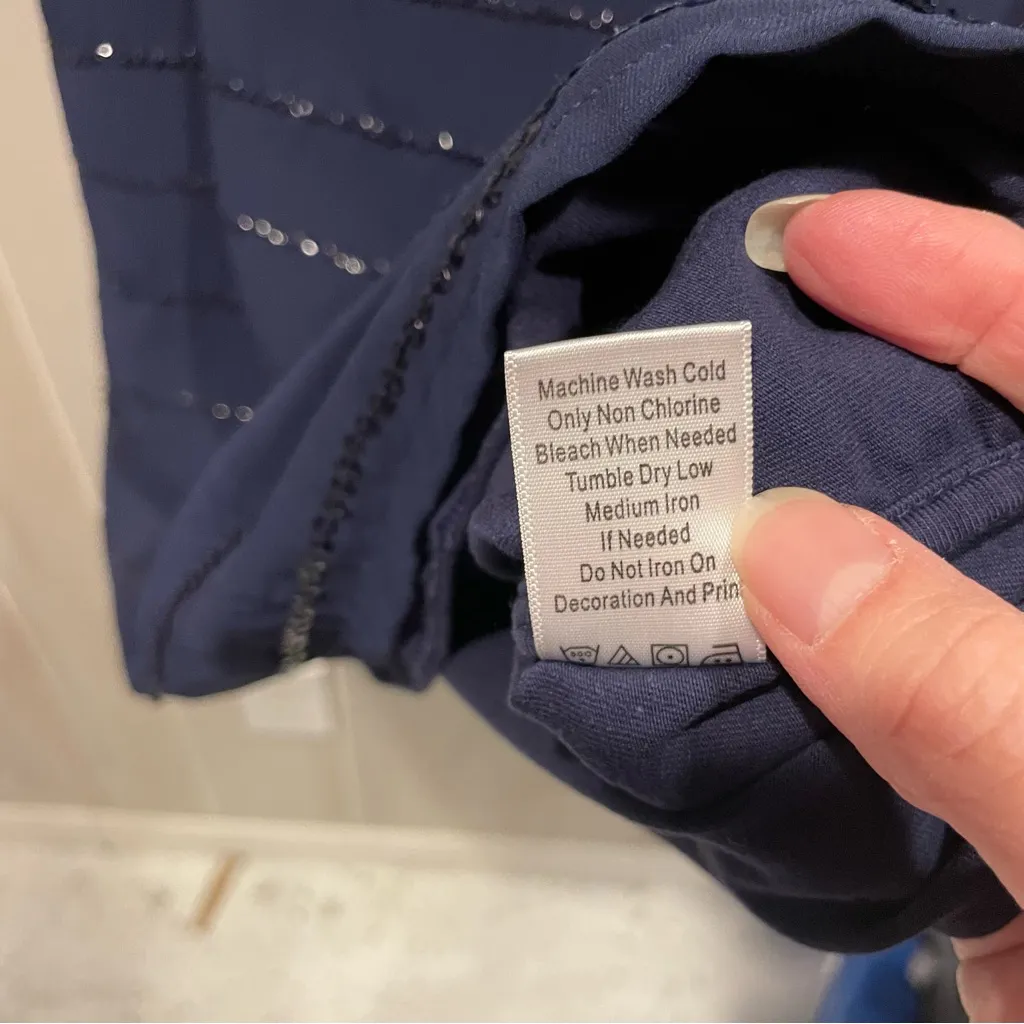 Machine Wash Cold
Only Non Chlorine
Bleach When Needed
Tumble Dry Low
Medium Iron
If Needed
Do Not Iron On
Decoration And Prin